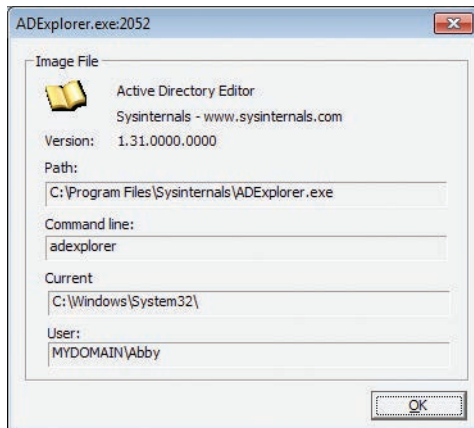 ADExplorer.exe:2052
Image File
Active Directory Editor
Sysinternals - www.sysinternals.com
Version: 1.31.0000.0000
Path:
C:\Program Files\Sysinternals\ADExplorer.exe
Command line:
adexplorer
Current
C:\Windows\System32\
User:
MYDOMAIN\Abby
OK